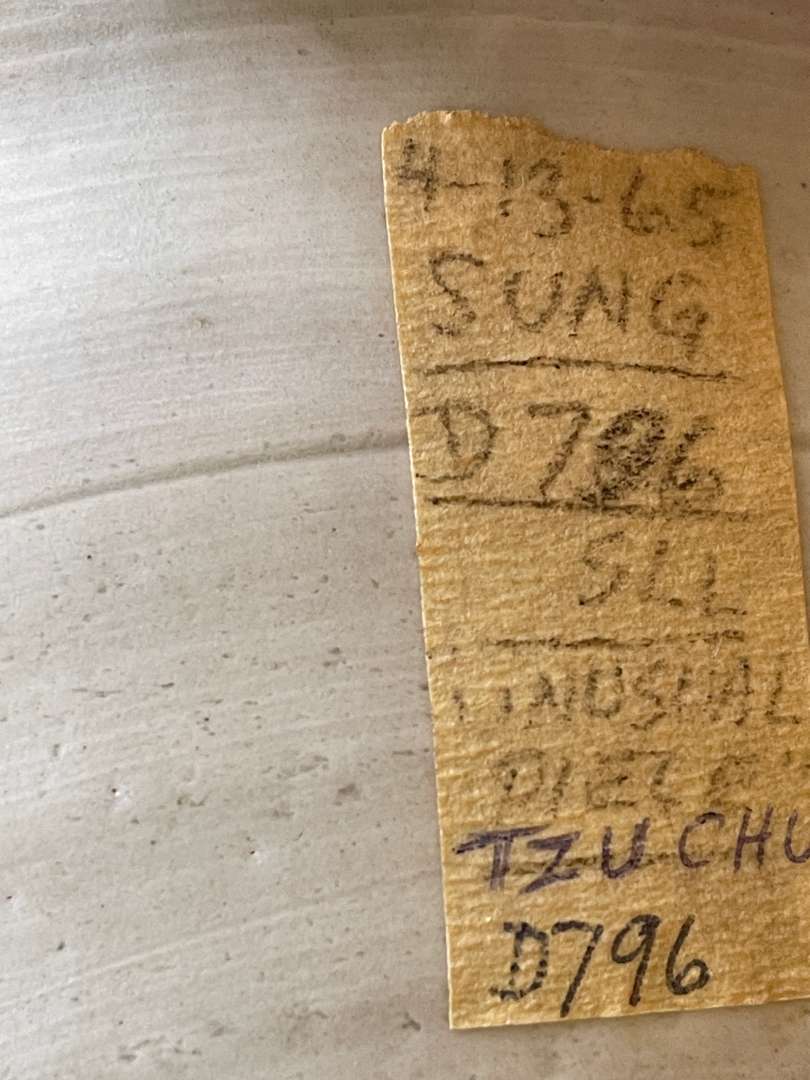 4-13-65
SUNG
D796
SLL
UNUSUAL
PIECE"
TZU CHU
D796